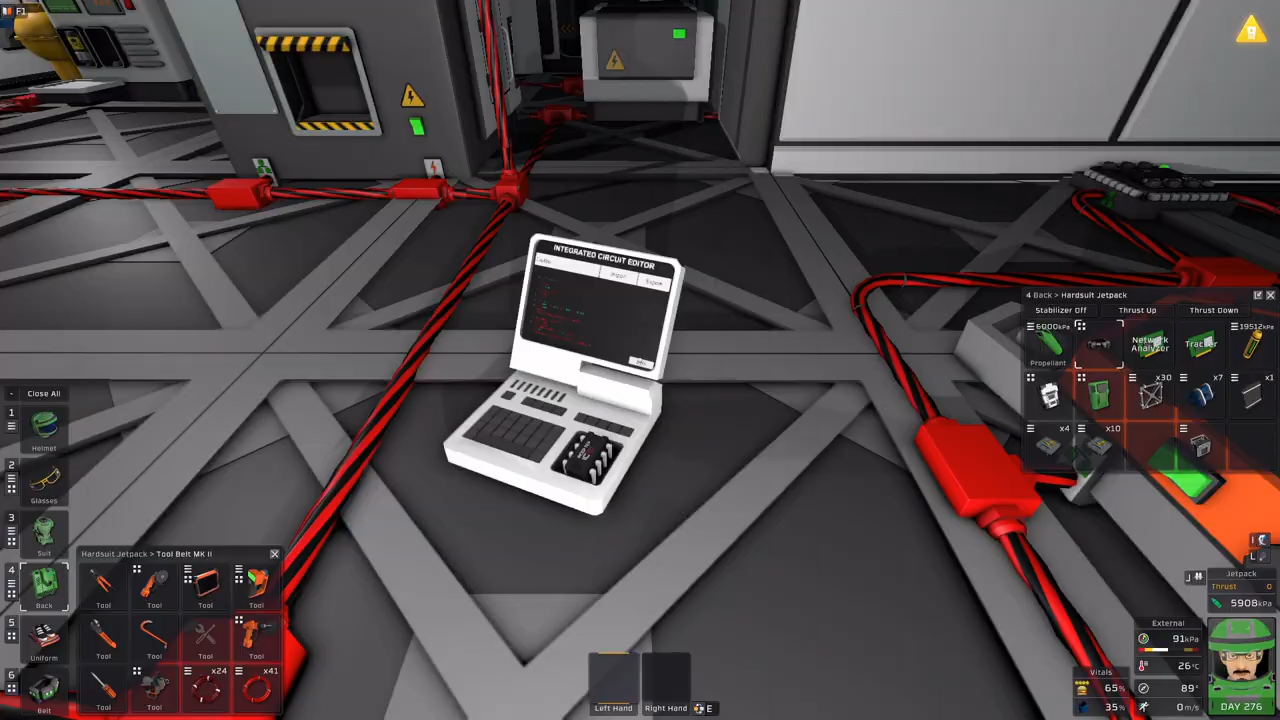 F1
INTEGRATED CIRCUIT EDITOR
Import
Export
4 Back > Hardsuit Jetpack
Stabilizer Off
Thrust Up
Thrust Down
6000kPa
19512kPa
Propellant
Network Analyzer
Tracker
x30
x7
x1
x4
x10
- Close All
1
Helmet
2
Glasses
3
Suit
4
Back
5
Uniform
6
Belt
Hardsuit Jetpack > Tool Belt MK II
Tool
Tool
Tool
Tool
Tool
Tool
Tool
Tool
x24
x41
Tool
Tool
Left Hand
Right Hand
E
J
Jetpack
Thrust
0
5908kPa
External
91kPa
26°C
89°
0m/s
Vitals
65%
35%
DAY 276